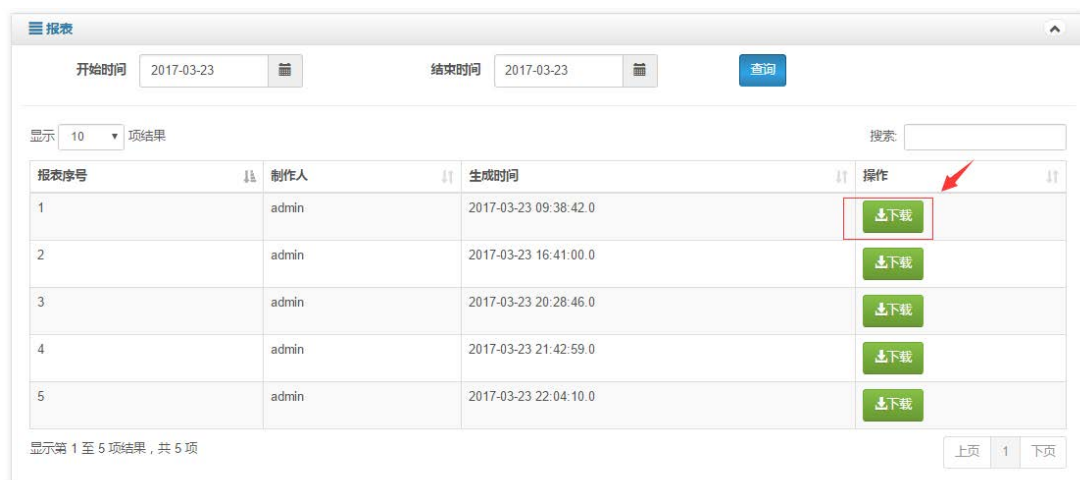 报表
开始时间 2017-03-23 结束时间 2017-03-23 查询
显示 10 项结果 搜索:
报表序号 制作人 生成时间 操作
1 admin 2017-03-23 09:38:42.0 下载
2 admin 2017-03-23 16:41:00.0 下载
3 admin 2017-03-23 20:28:46.0 下载
4 admin 2017-03-23 21:42:59.0 下载
5 admin 2017-03-23 22:04:10.0 下载
显示第 1 至 5 项结果，共 5 项 上页 1 下页